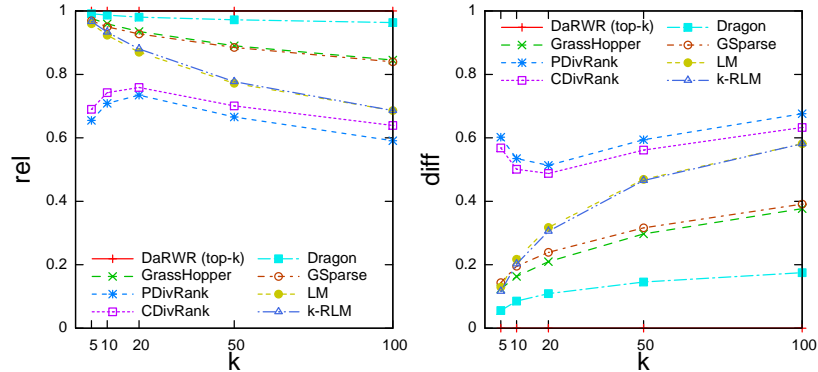 1
0.8
0.6
0.4
0.2
0
rel
DaRWR (top-k)
GrassHopper
PDivRank
CDivRank
Dragon
GSparse
LM
k-RLM
5 10 20 50 100
k
1
0.8
0.6
0.4
0.2
0
diff
DaRWR (top-k)
GrassHopper
PDivRank
CDivRank
Dragon
GSparse
LM
k-RLM
5 10 20 50 100
k